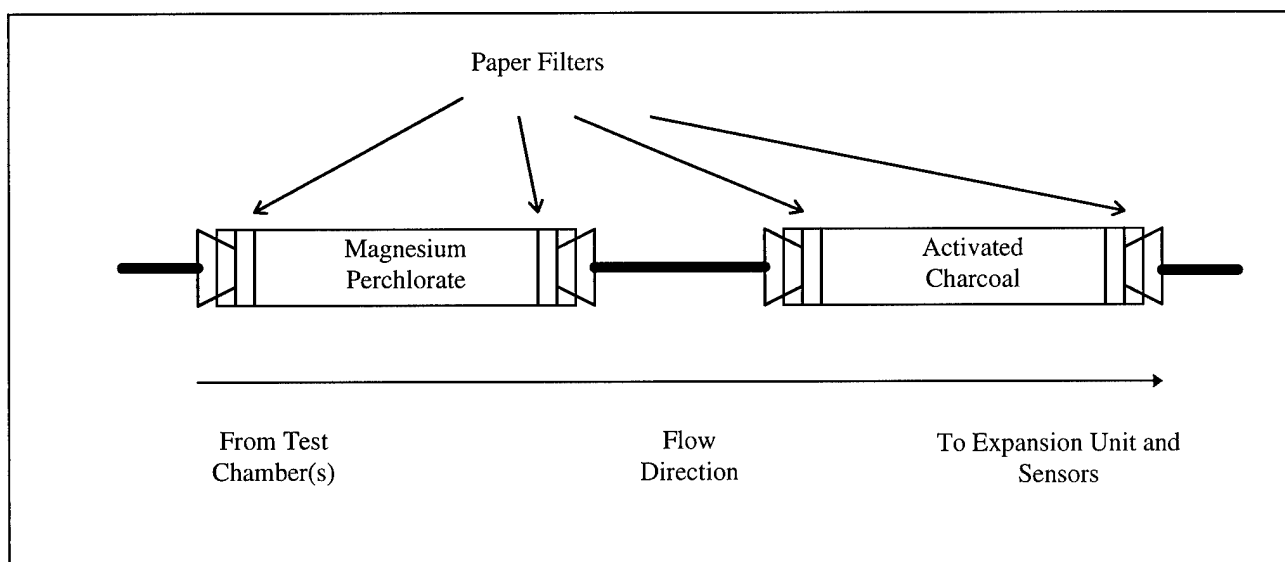 Paper Filters
Magnesium
Perchlorate
Activated
Charcoal
From Test
Chamber(s)
Flow
Direction
To Expansion Unit and
Sensors